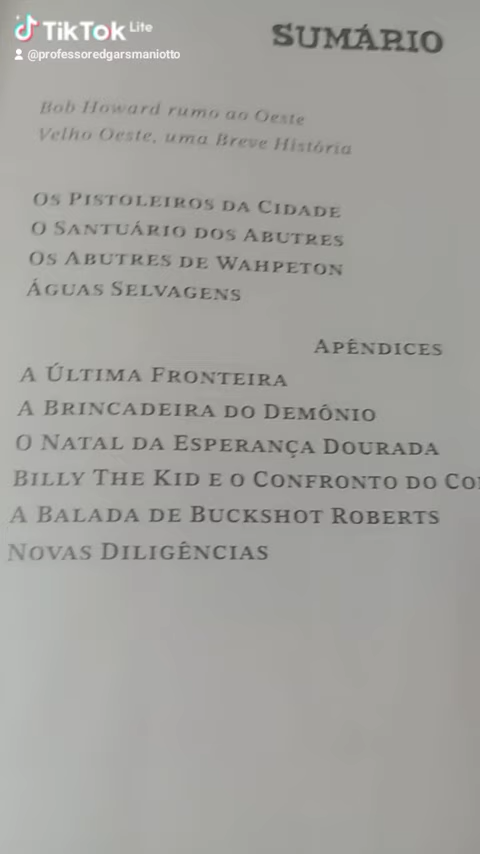 TikTok Lite
@professoredgarsmaniotto
SUMÁRIO
Bob Howard rumo ao Oeste
Velho Oeste, uma Breve História
OS PISTOLEIROS DA CIDADE
O SANTUÁRIO DOS ABUTRES
OS ABUTRES DE WAHPETON
ÁGUAS SELVAGENS
APÊNDICES
A ÚLTIMA FRONTEIRA
A BRINCADEIRA DO DEMÔNIO
O NATAL DA ESPERANÇA DOURADA
BILLY THE KID E O CONFRONTO DO
A BALADA DE BUCKSHOT ROBERTS
NOVAS DILIGÊNCIAS